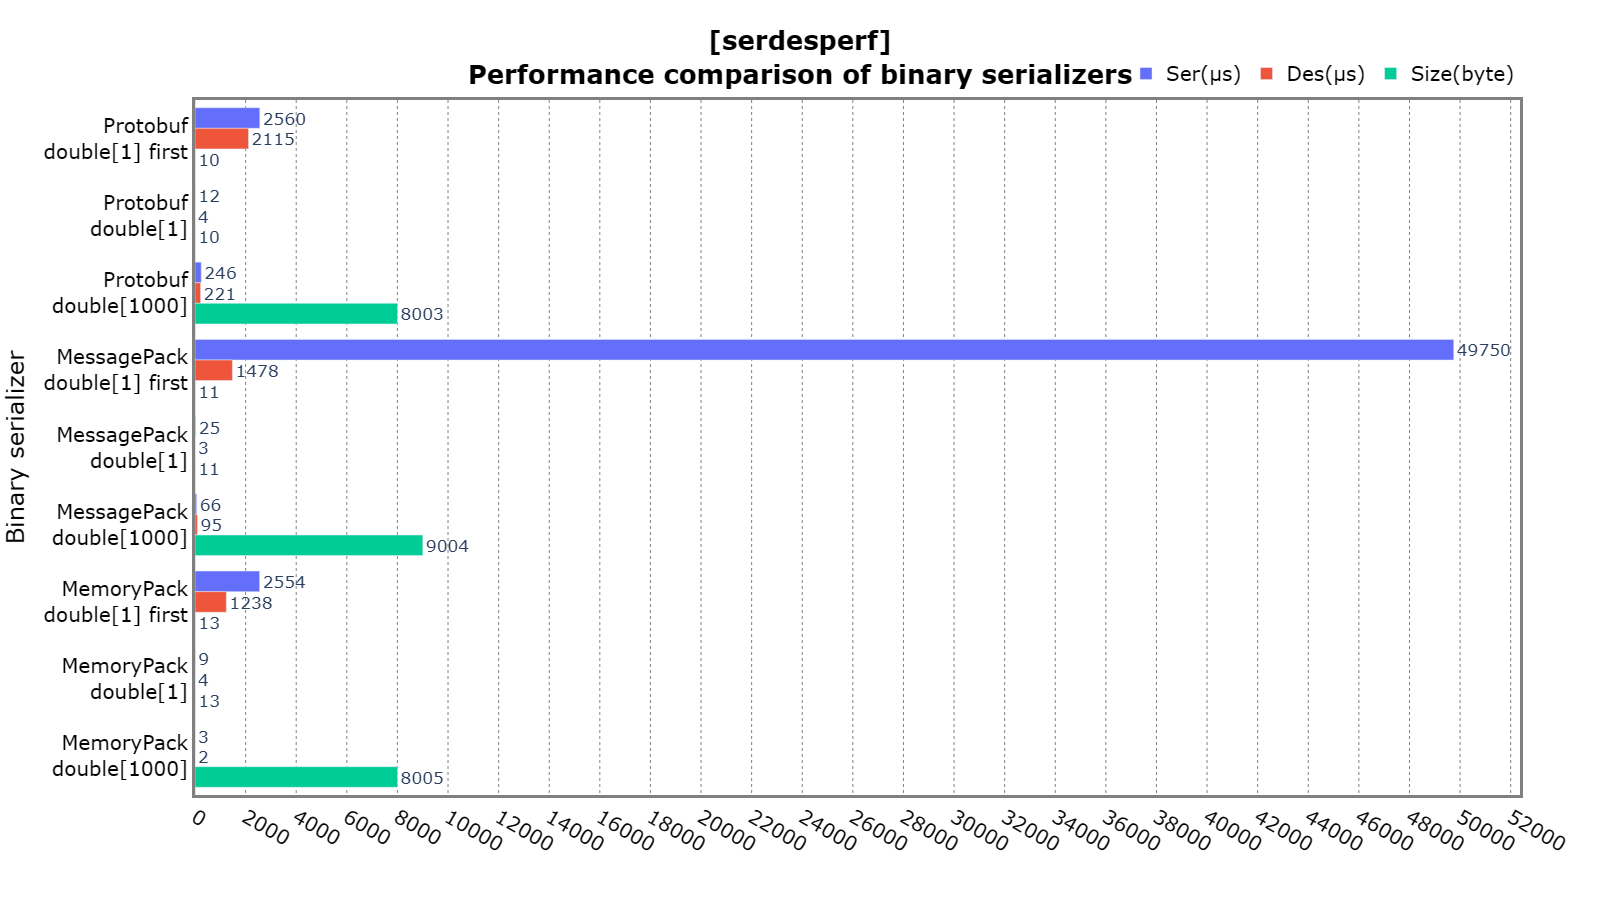 [serdesperf]
Performance comparison of binary serializers
Ser(µs)
Des(µs)
Size(byte)
Binary serializer
Protobuf
double[1] first
2560
2115
10
Protobuf
double[1]
12
4
10
Protobuf
double[1000]
246
221
8003
MessagePack
double[1] first
49750
1478
11
MessagePack
double[1]
25
3
11
MessagePack
double[1000]
66
95
9004
MemoryPack
double[1] first
2554
1238
13
MemoryPack
double[1]
9
4
13
MemoryPack
double[1000]
3
2
8005
0
2000
4000
6000
8000
10000
12000
14000
16000
18000
20000
22000
24000
26000
28000
30000
32000
34000
36000
38000
40000
42000
44000
46000
48000
50000
52000